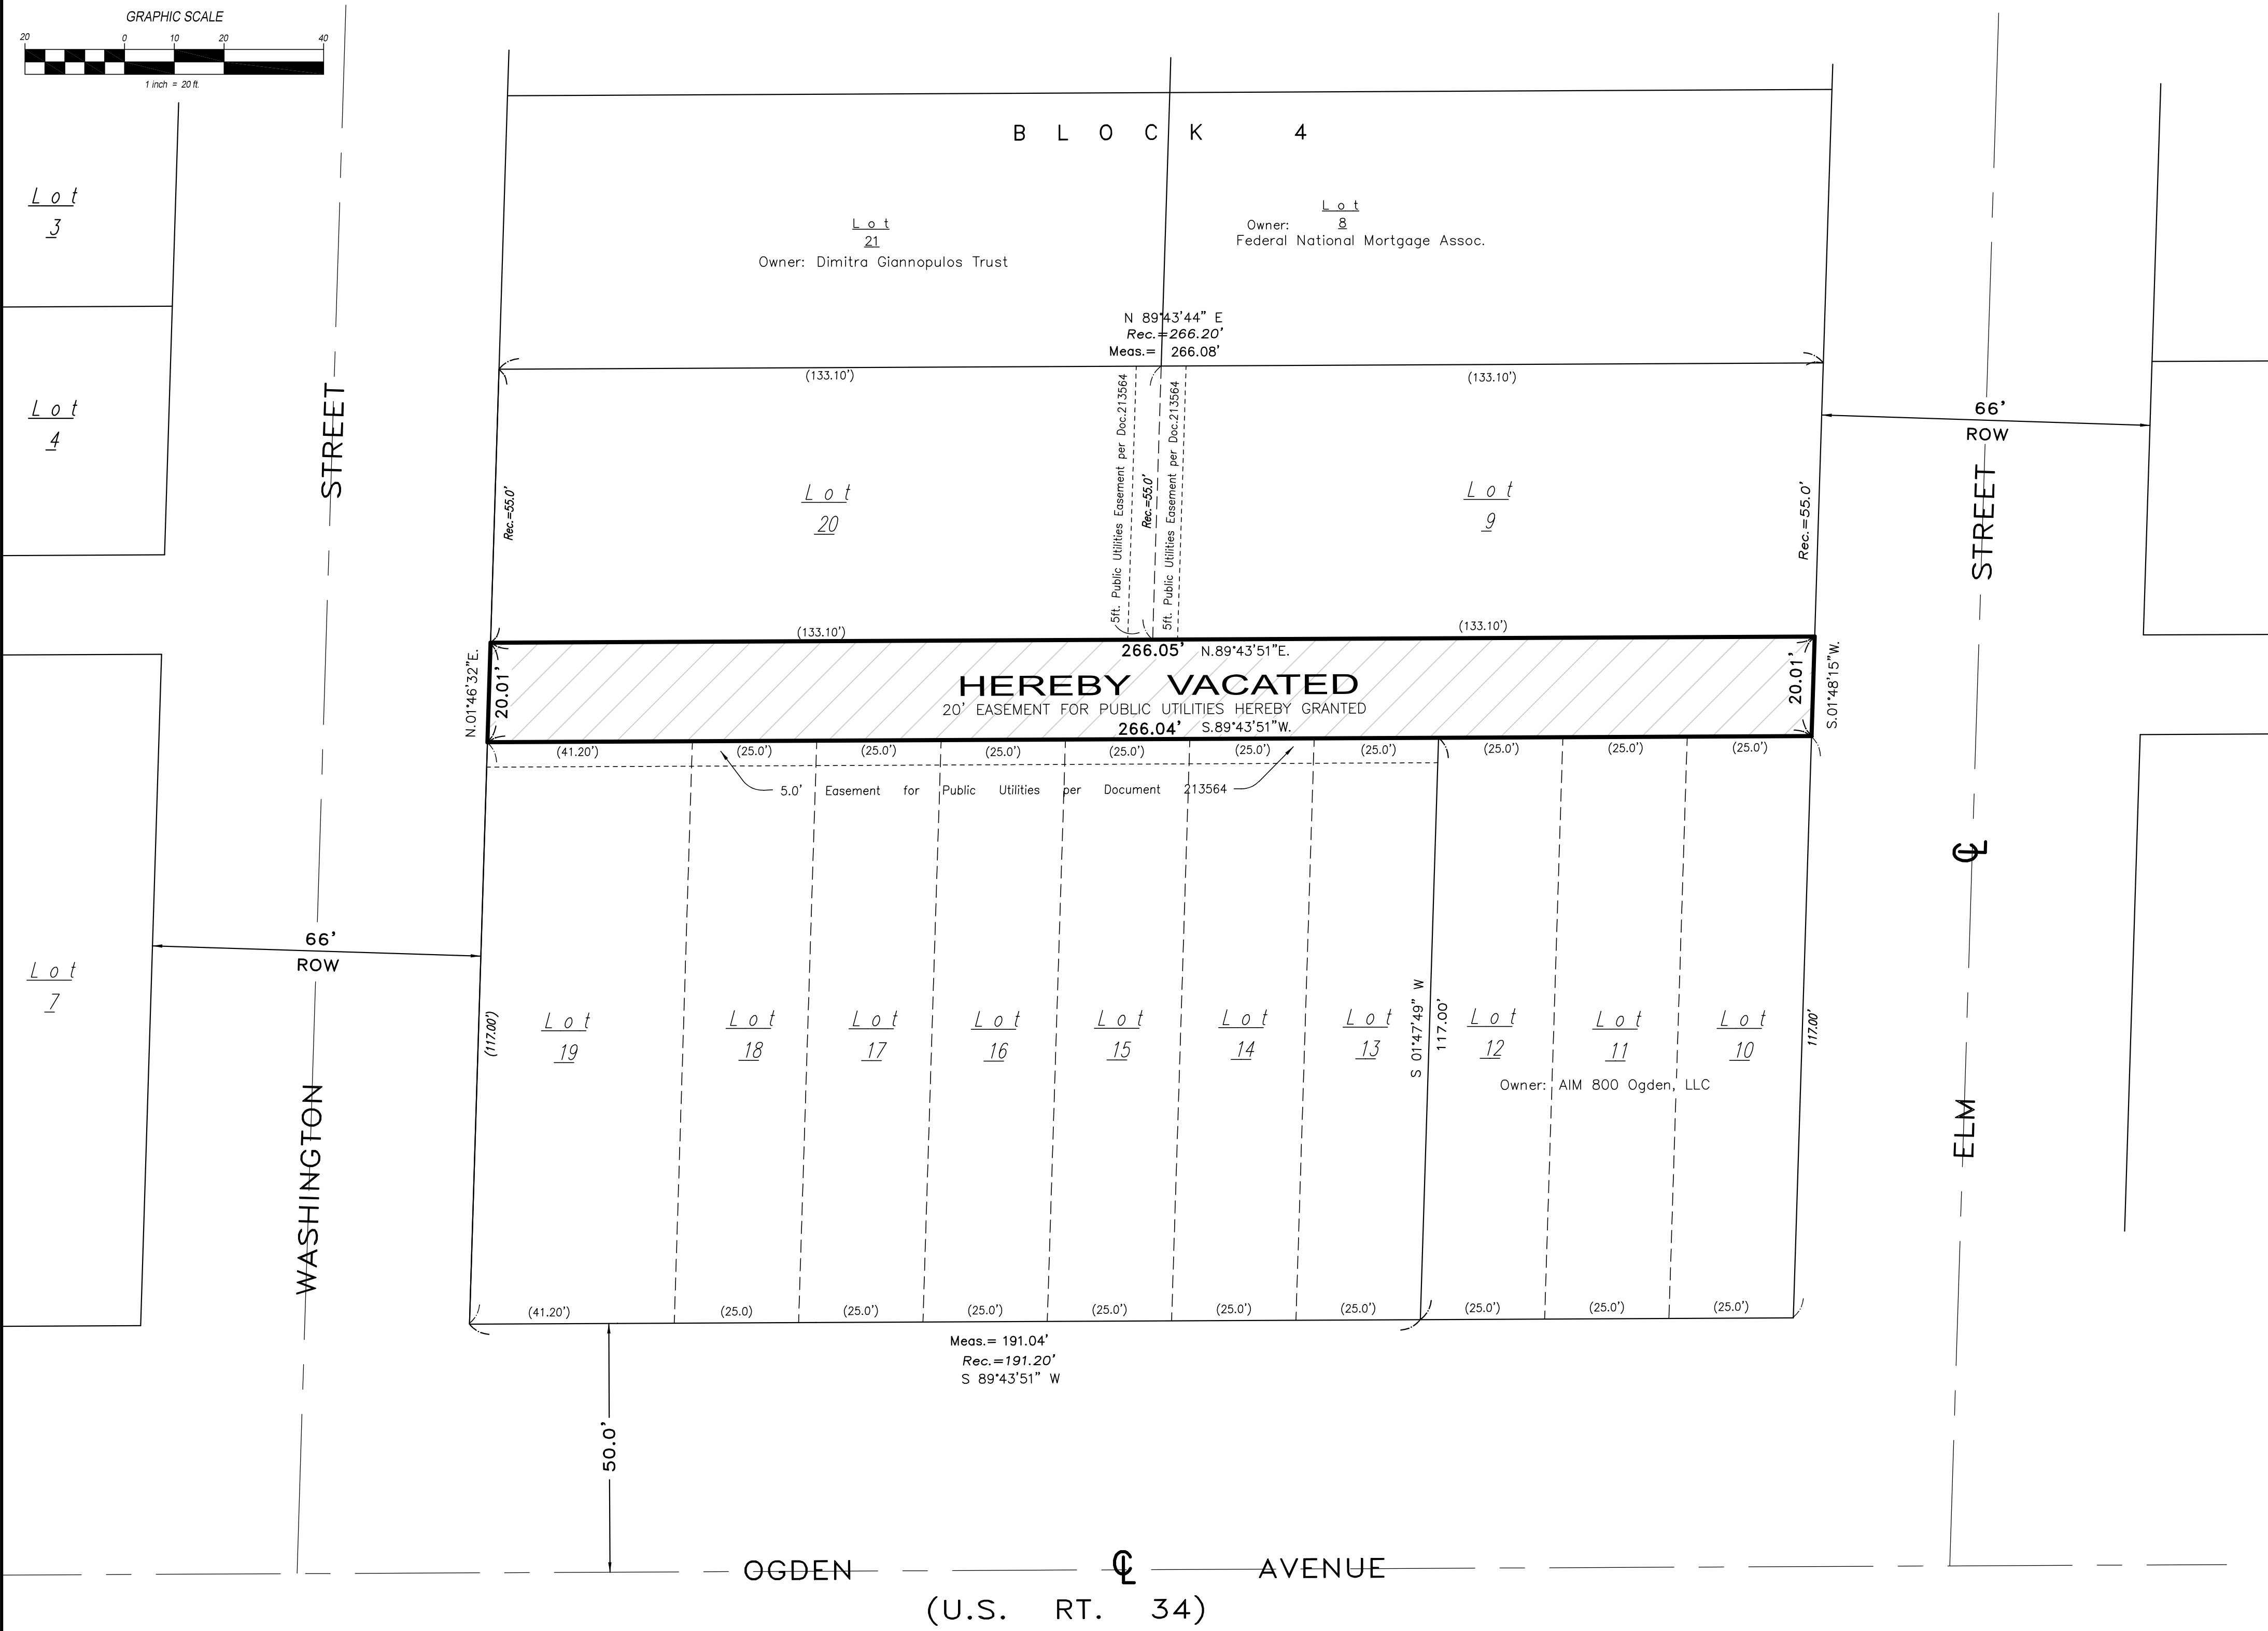 GRAPHIC SCALE
20 0 10 20 40
1 inch = 20 ft.
BLOCK 4
Lot
3
Lot
21
Owner: Dimitra Giannopulos Trust
Lot
Owner: 8
Federal National Mortgage Assoc.
N 89°43'44" E
Rec.=266.20'
Meas.= 266.08'
(133.10')
(133.10')
Lot
4
STREET
66'
ROW
STREET
Rec.=55.0'
Lot
20
5ft. Public Utilities Easement per Doc.213564
Rec.=55.0'
5ft. Public Utilities Easement per Doc.213564
Lot
9
Rec.=55.0'
(133.10')
(133.10')
N.01°46'32"E.
20.01'
266.05' N.89°43'51"E.
HEREBY VACATED
20' EASEMENT FOR PUBLIC UTILITIES HEREBY GRANTED
266.04' S.89°43'51"W.
20.01'
S.01°48'15"W.
(41.20') (25.0') (25.0') (25.0') (25.0') (25.0') (25.0') (25.0') (25.0') (25.0')
5.0' Easement for Public Utilities per Document 213564
CL
66'
ROW
Lot
7
(117.00')
Lot
19
Lot
18
Lot
17
Lot
16
Lot
15
Lot
14
Lot
13
S 01°47'49" W
117.00'
Lot
12
Lot
11
Lot
10
117.00'
Owner: AIM 800 Ogden, LLC
WASHINGTON
ELM
(41.20') (25.0) (25.0') (25.0') (25.0') (25.0') (25.0') (25.0') (25.0') (25.0')
Meas.= 191.04'
Rec.=191.20'
S 89°43'51" W
50.0'
OGDEN CL AVENUE
(U.S. RT. 34)